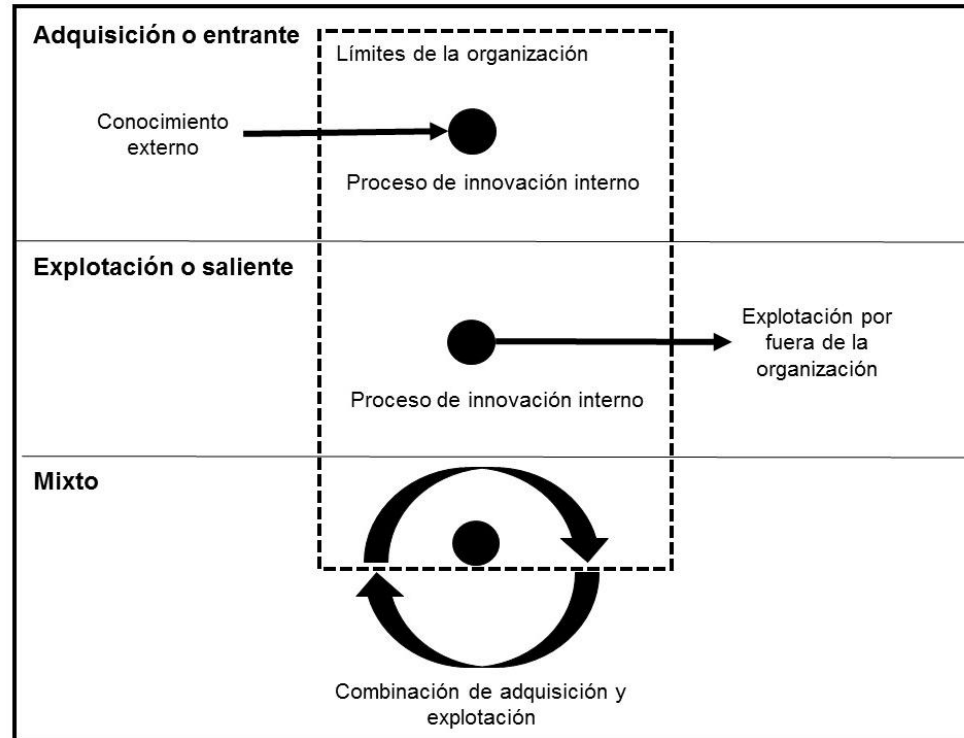 Adquisición o entrante
Límites de la organización
Conocimiento
externo
Proceso de innovación interno
Explotación o saliente
Explotación por
fuera de la
organización
Proceso de innovación interno
Mixto
Combinación de adquisición y
explotación